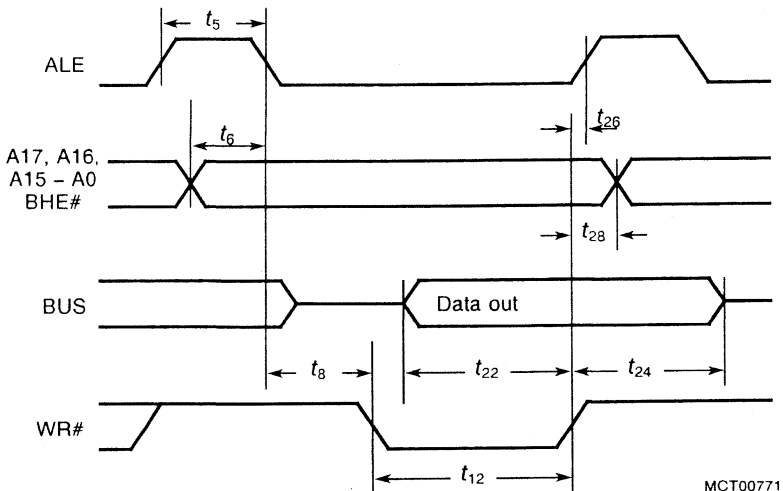 t5
ALE
t26
t6
A17, A16,
A15 – A0
BHE#
t28
BUS
Data out
t8
t22
t24
WR#
t12
MCT00771